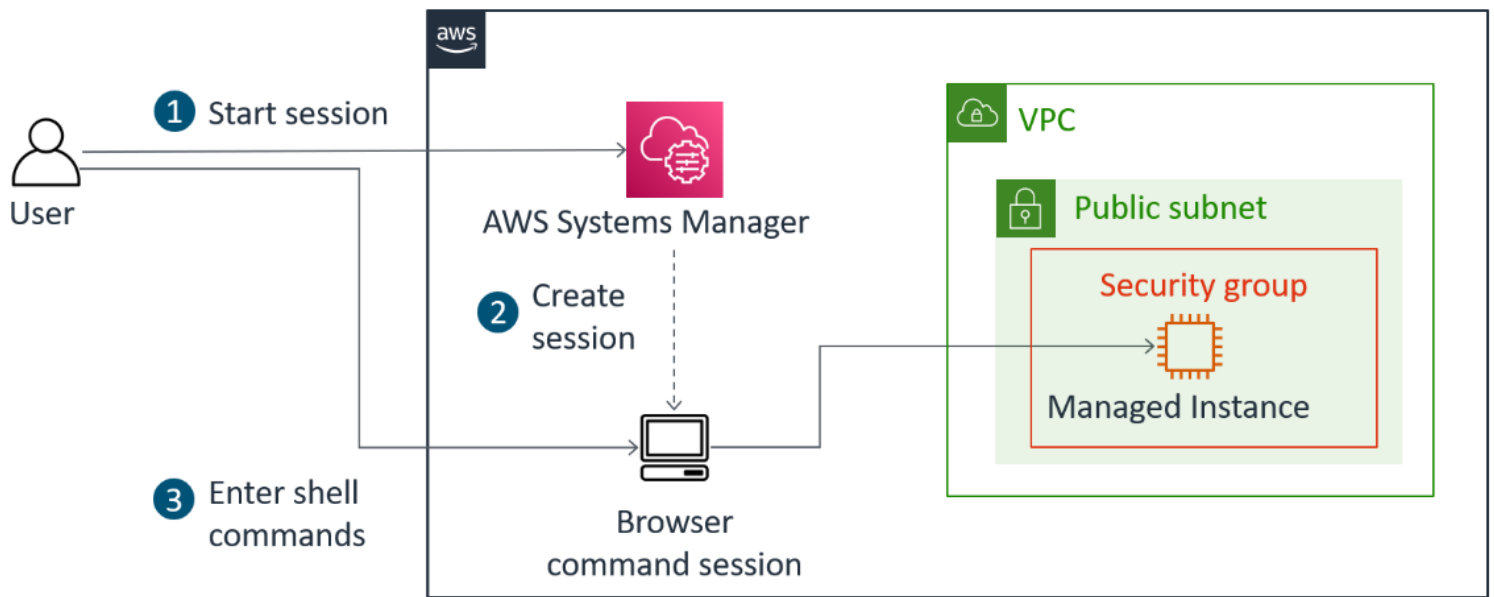 aws
1 Start session
VPC
User
AWS Systems Manager
Public subnet
Security group
2 Create
session
Managed Instance
3 Enter shell
commands
Browser
command session